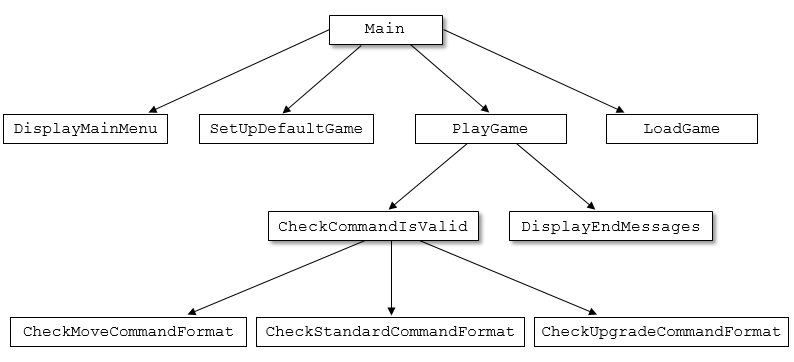 Main
DisplayMainMenu
SetUpDefaultGame
PlayGame
LoadGame
CheckCommandIsValid
DisplayEndMessages
CheckMoveCommandFormat
CheckStandardCommandFormat
CheckUpgradeCommandFormat